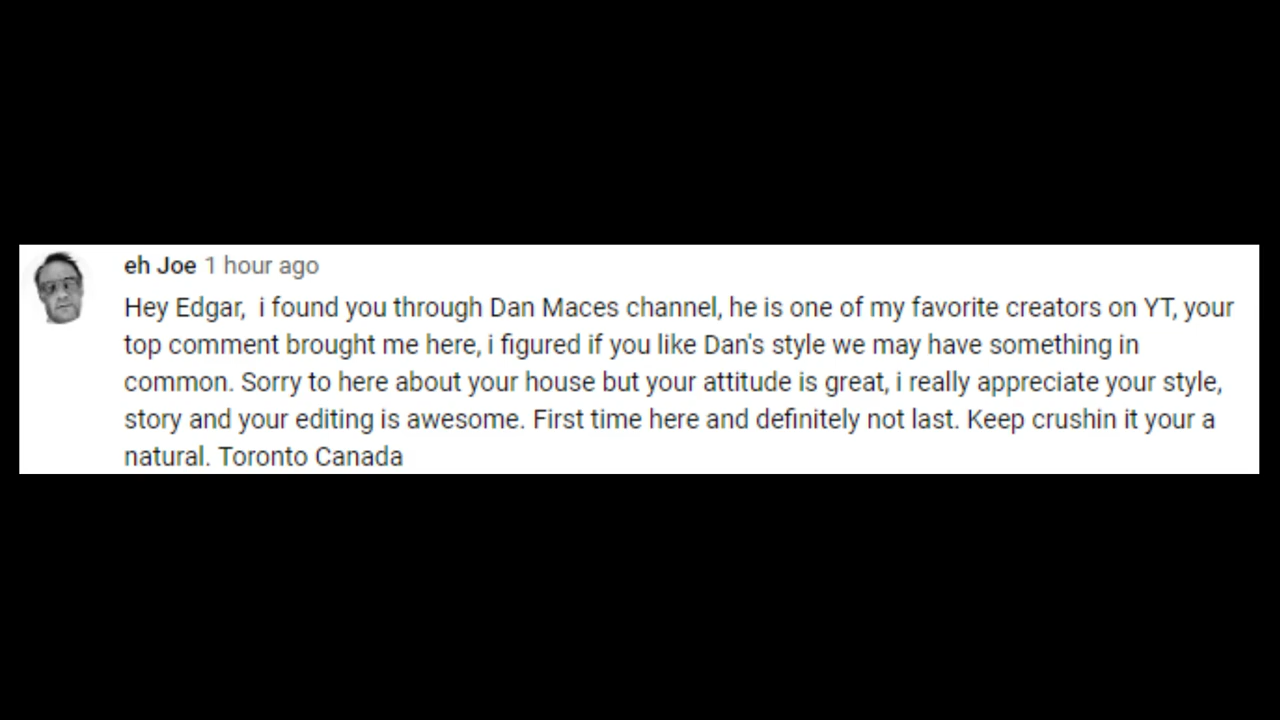 eh Joe 1 hour ago
Hey Edgar,  i found you through Dan Maces channel, he is one of my favorite creators on YT, your
top comment brought me here, i figured if you like Dan's style we may have something in
common. Sorry to here about your house but your attitude is great, i really appreciate your style,
story and your editing is awesome. First time here and definitely not last. Keep crushin it your a
natural. Toronto Canada